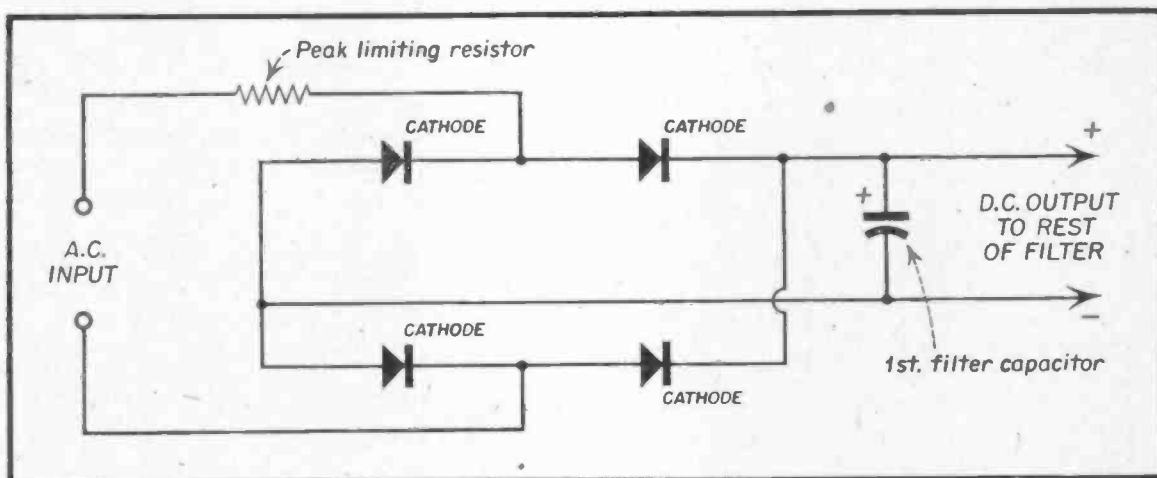 Peak limiting resistor
CATHODE
CATHODE
+
+
A.C.
INPUT
D.C. OUTPUT
TO REST
OF FILTER
−
CATHODE
1st. filter capacitor
CATHODE